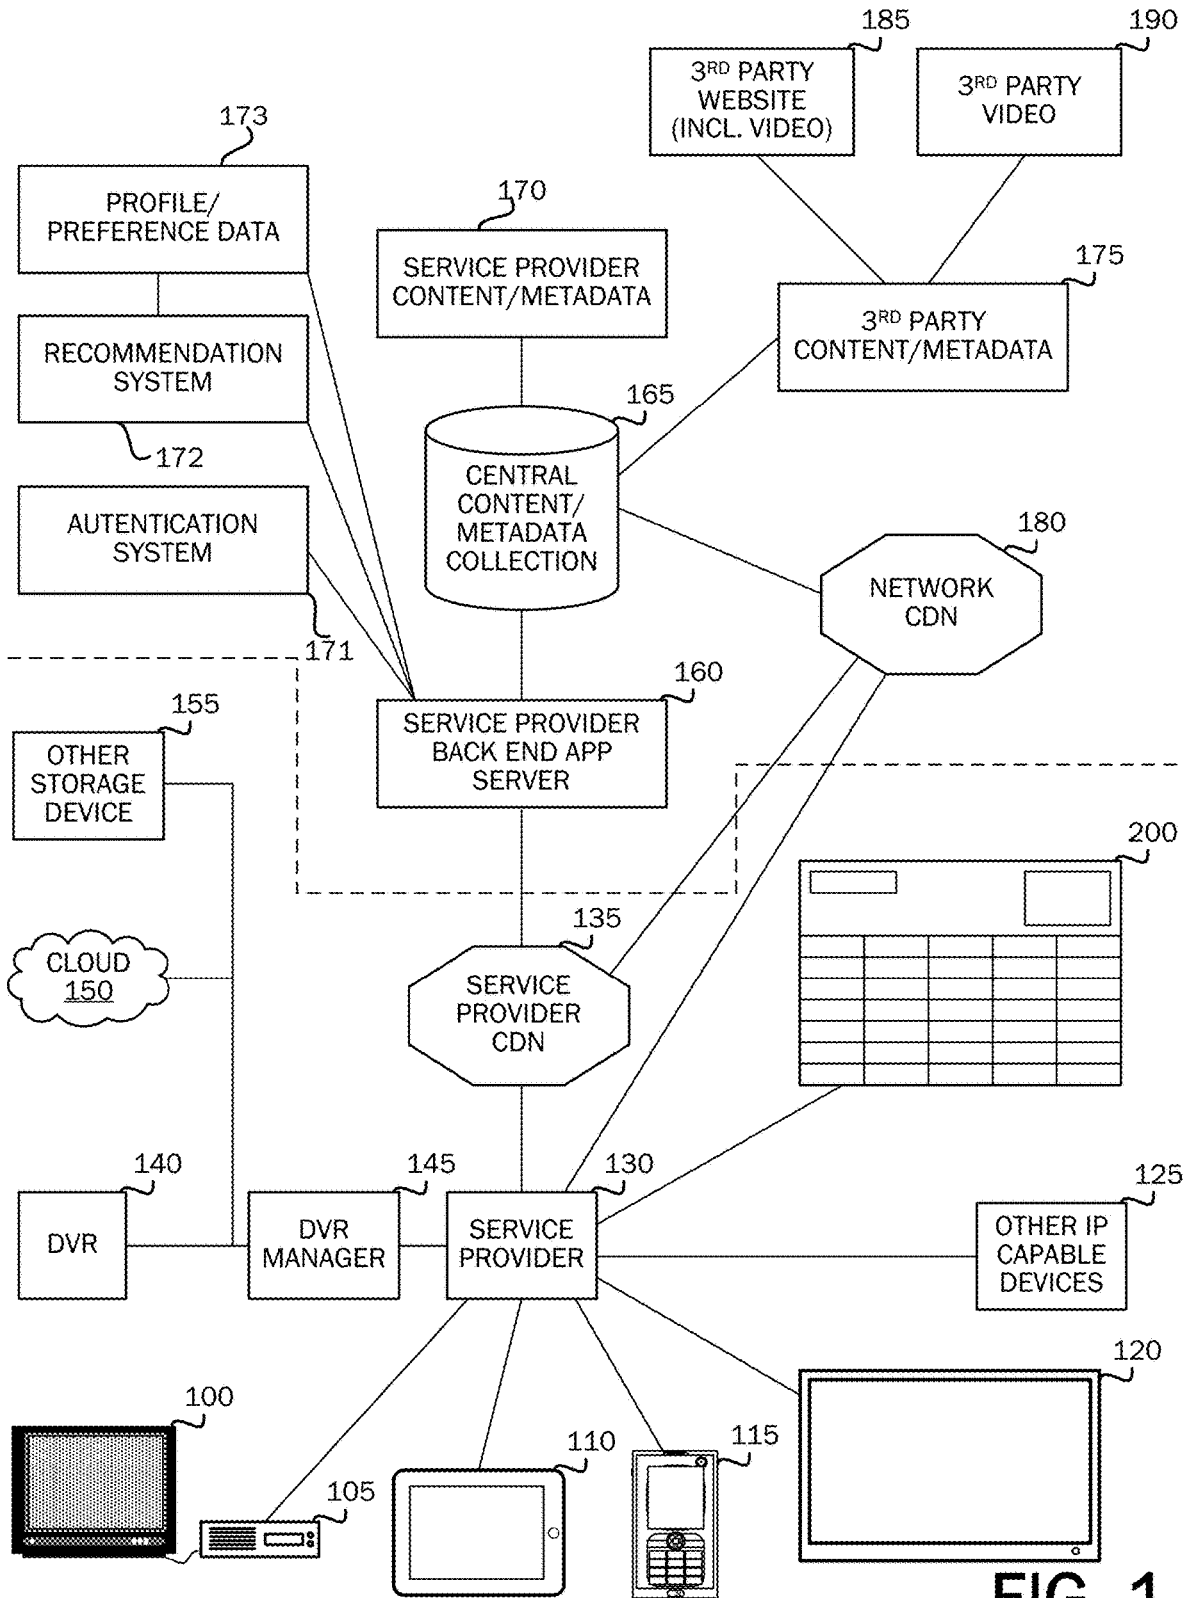 185
190
3RD PARTY
WEBSITE
(INCL. VIDEO)
3RD PARTY
VIDEO
173
PROFILE/
PREFERENCE DATA
170
SERVICE PROVIDER
CONTENT/METADATA
175
3RD PARTY
CONTENT/METADATA
RECOMMENDATION
SYSTEM
172
165
CENTRAL
CONTENT/
METADATA
COLLECTION
AUTENTICATION
SYSTEM
171
180
NETWORK
CDN
160
SERVICE PROVIDER
BACK END APP
SERVER
155
OTHER
STORAGE
DEVICE
200
CLOUD
150
135
SERVICE
PROVIDER
CDN
140
DVR
145
DVR
MANAGER
130
SERVICE
PROVIDER
125
OTHER IP
CAPABLE
DEVICES
120
100
105
110
115
FIG. 1